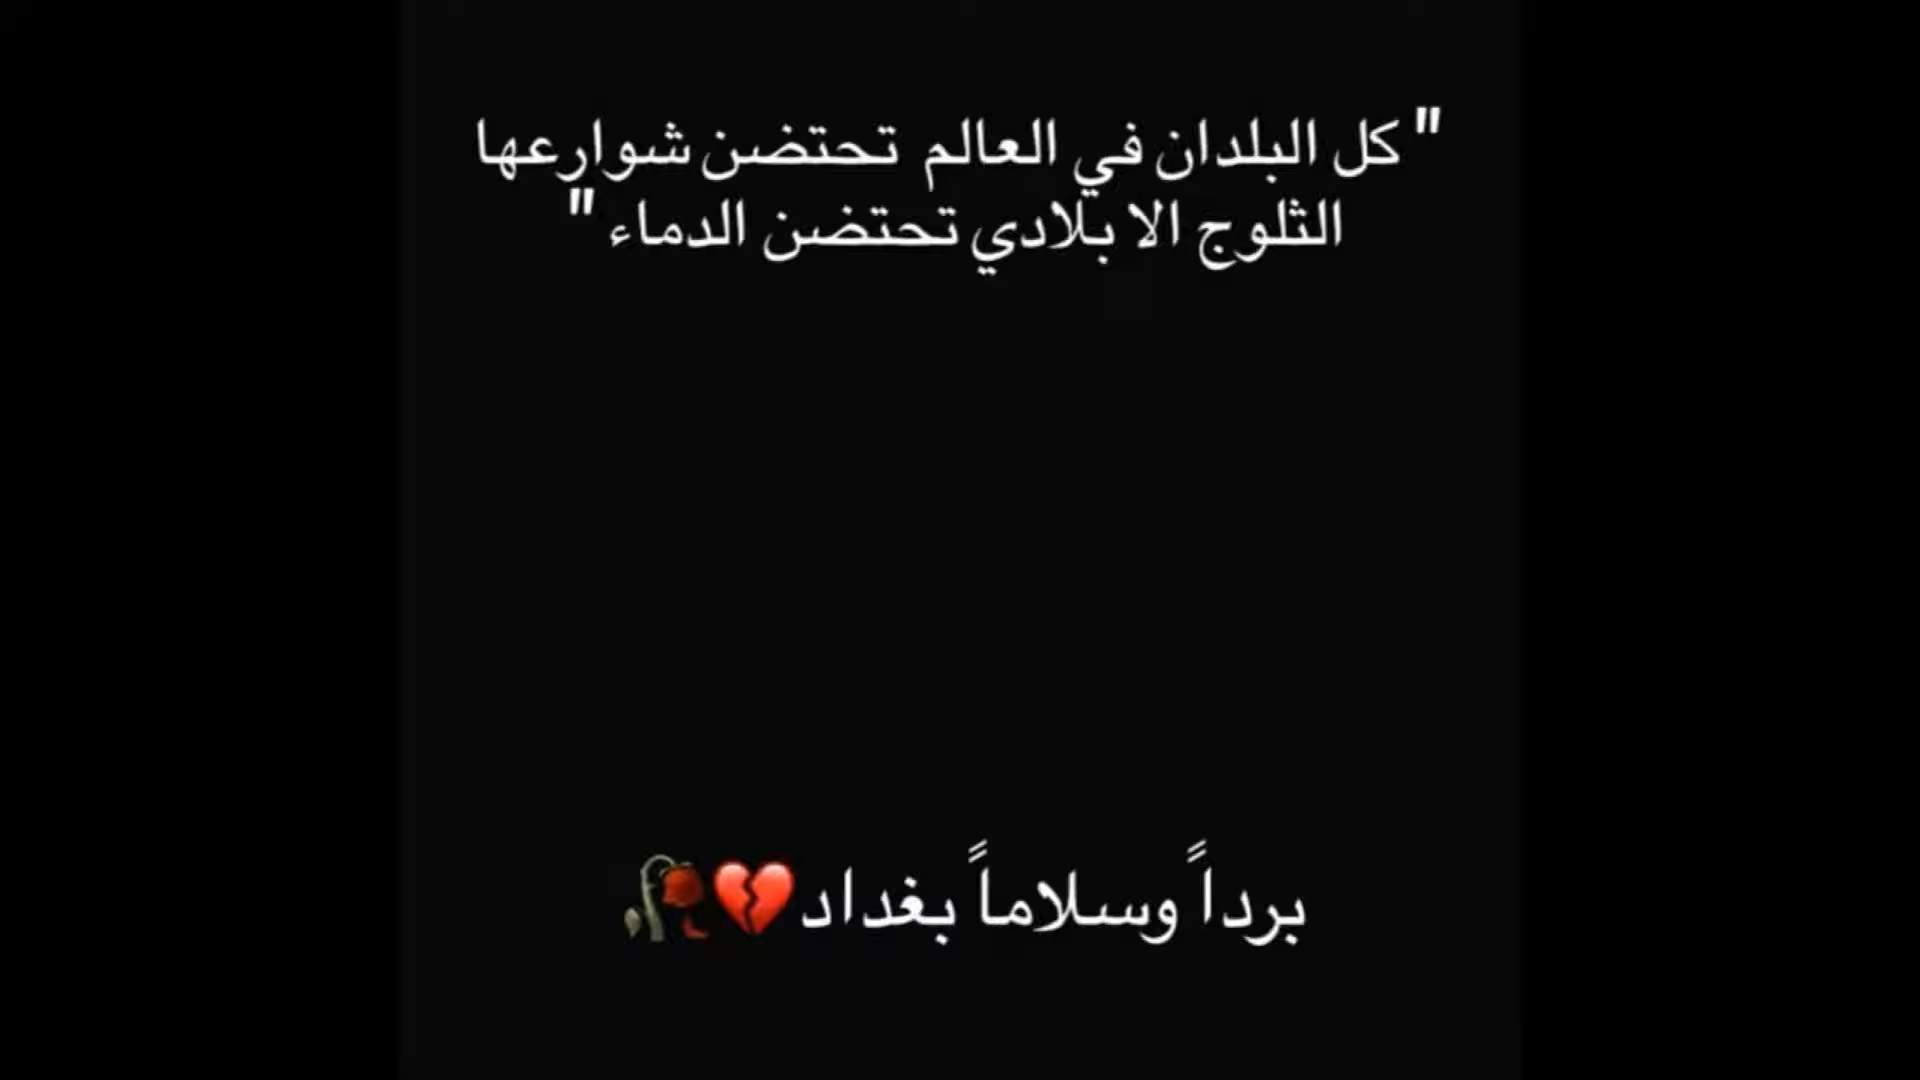 " كل البلدان في العالم تحتضن شوارعها
الثلوج الا بلادي تحتضن الدماء "
برداً وسلاماً بغداد💔🥀